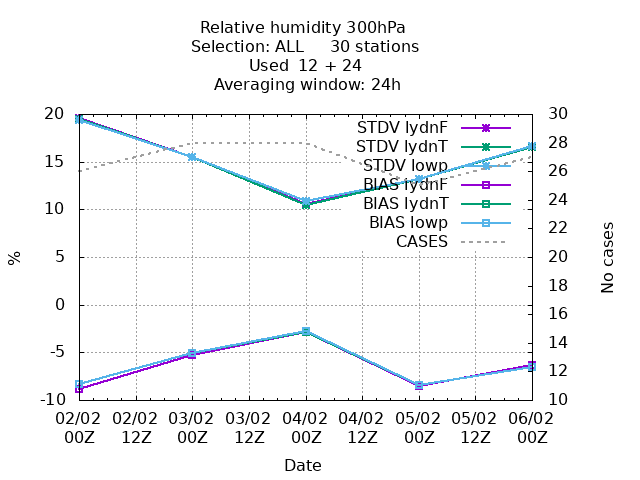 Relative humidity 300hPa
Selection: ALL     30 stations
Used  12 + 24
Averaging window: 24h
20
15
10
5
0
-5
-10
%
30
28
26
24
22
20
18
16
14
12
10
No cases
STDV lydnF
STDV lydnT
STDV lowp
BIAS lydnF
BIAS lydnT
BIAS lowp
CASES
02/02 02/02 03/02 03/02 04/02 04/02 05/02 05/02 06/02
00Z 12Z 00Z 12Z 00Z 12Z 00Z 12Z 00Z
Date